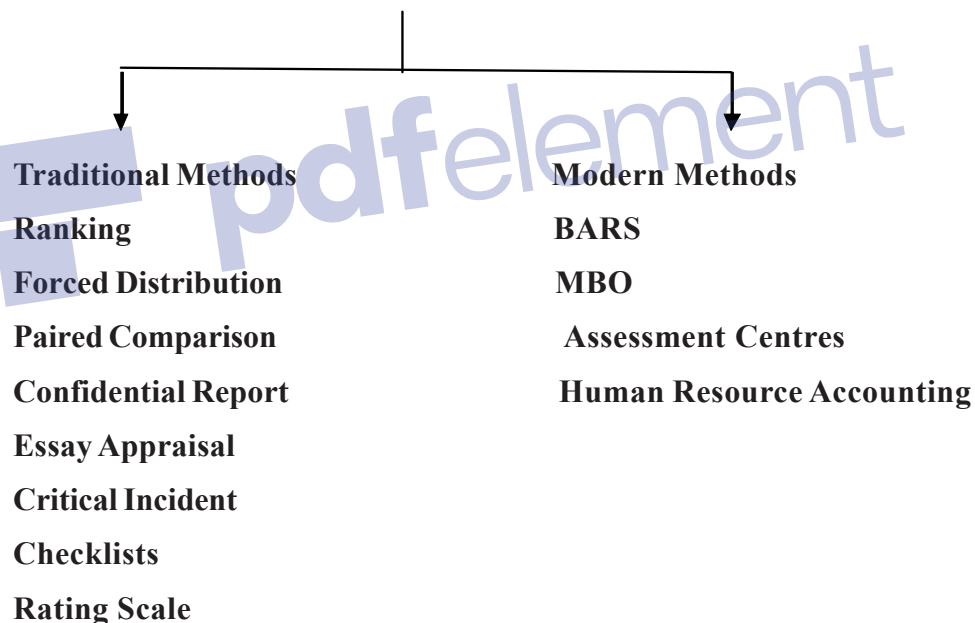 pdfelement
Traditional Methods Modern Methods
Ranking BARS
Forced Distribution MBO
Paired Comparison Assessment Centres
Confidential Report Human Resource Accounting
Essay Appraisal
Critical Incident
Checklists
Rating Scale